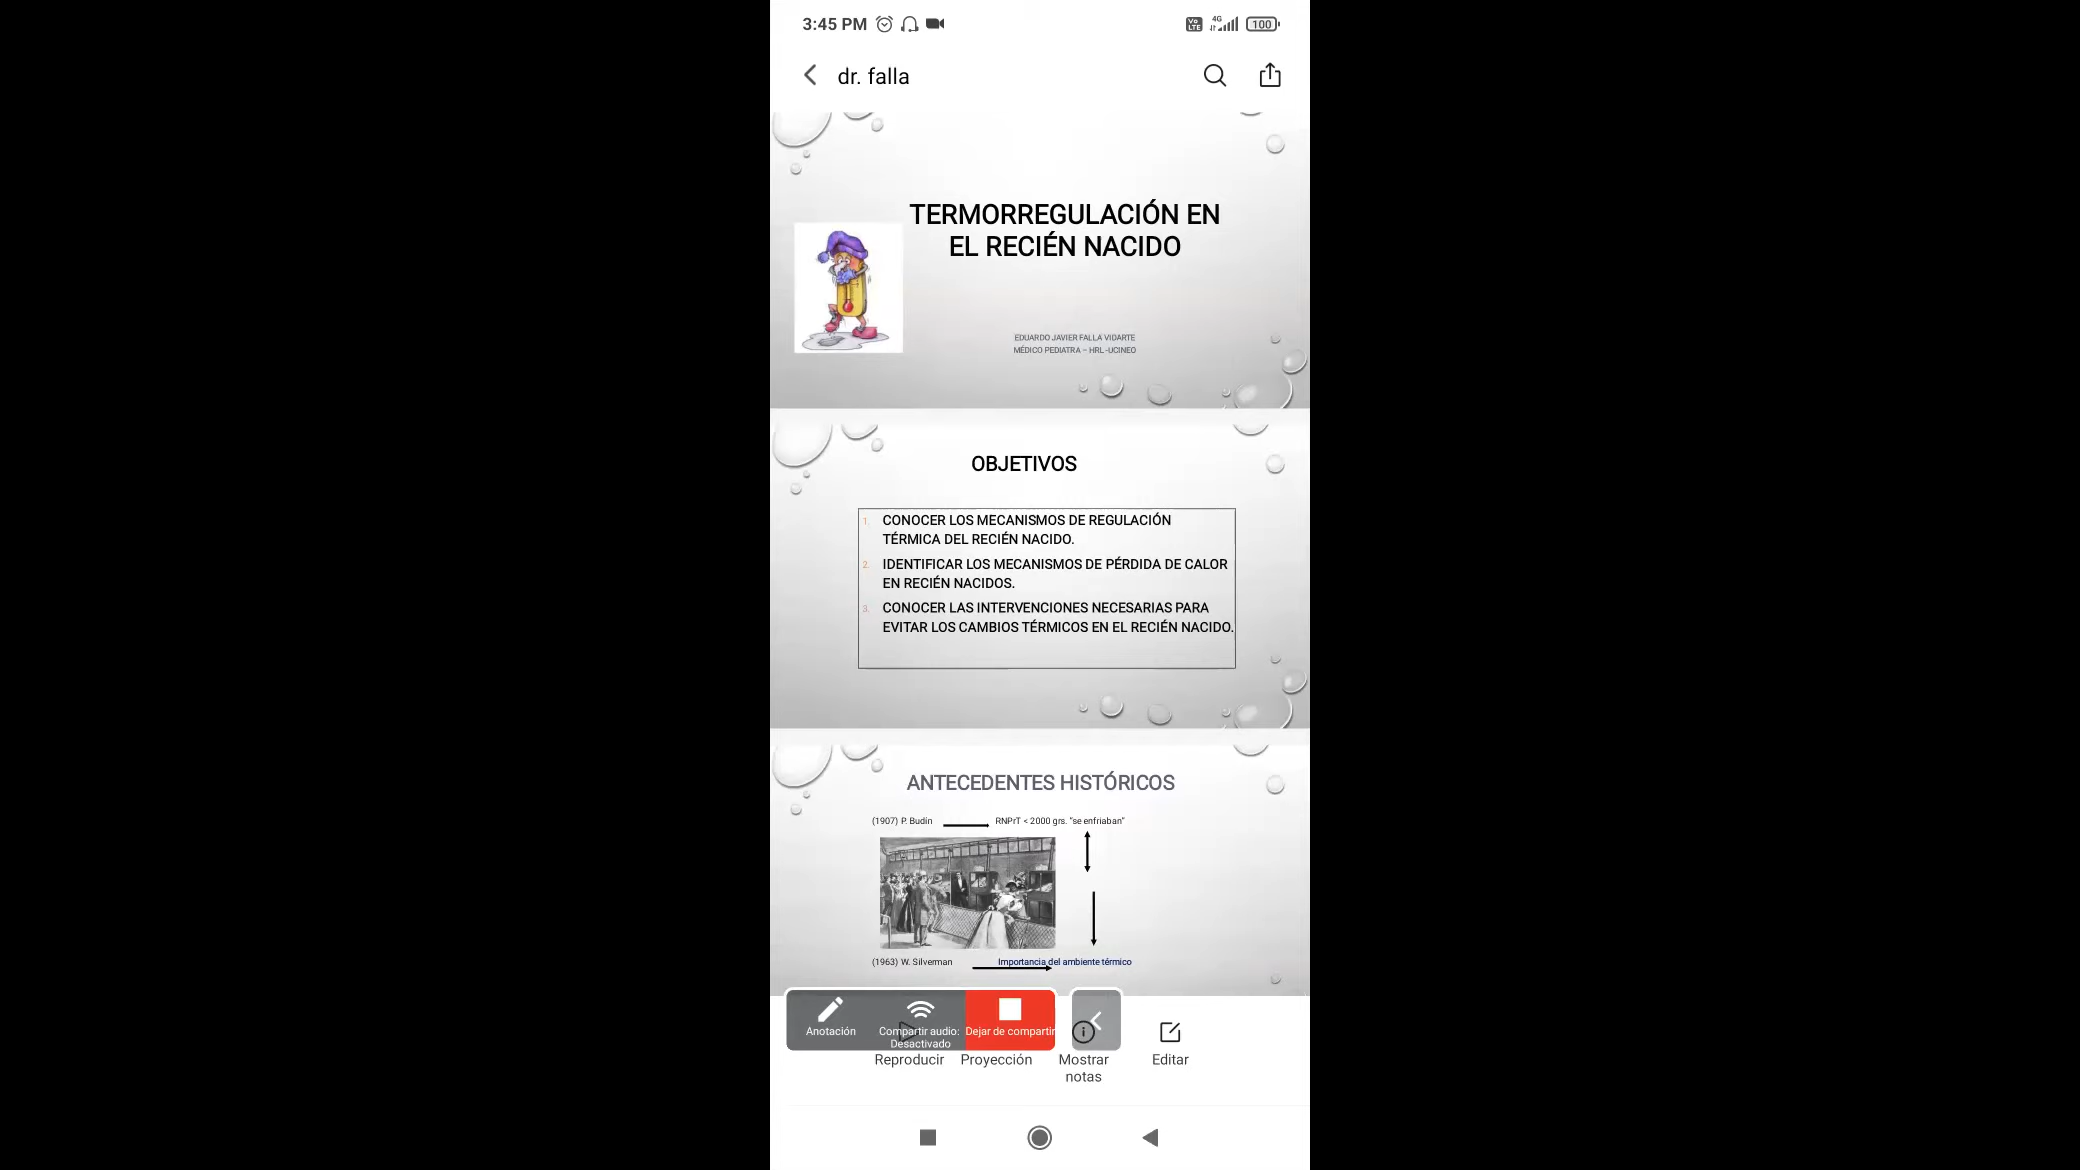 3:45 PM
Vo
LTE
4G
100
dr. falla
TERMORREGULACIÓN EN
EL RECIÉN NACIDO
EDUARDO JAVIER FALLA VIDARTE
MÉDICO PEDIATRA – HRL -UCINEO
OBJETIVOS
1. CONOCER LOS MECANISMOS DE REGULACIÓN
TÉRMICA DEL RECIÉN NACIDO.
2. IDENTIFICAR LOS MECANISMOS DE PÉRDIDA DE CALOR
EN RECIÉN NACIDOS.
3. CONOCER LAS INTERVENCIONES NECESARIAS PARA
EVITAR LOS CAMBIOS TÉRMICOS EN EL RECIÉN NACIDO.
ANTECEDENTES HISTÓRICOS
(1907) P. Budin RNPrT < 2000 grs. “se enfriaban”
(1963) W. Silverman Importancia del ambiente térmico
Anotación
Compartir audio:
Desactivado
Dejar de compartir
Reproducir
Proyección
Mostrar
notas
Editar